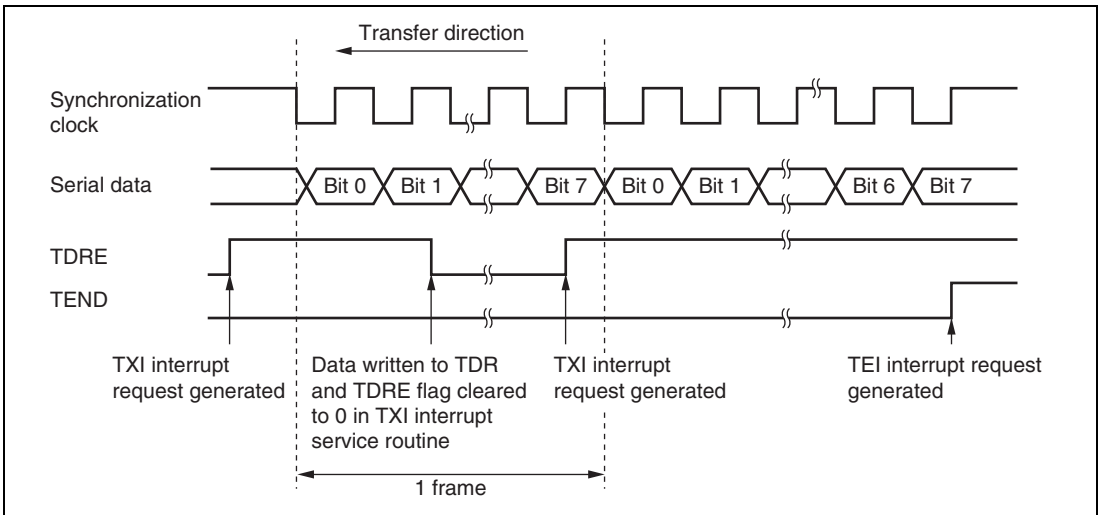 Transfer direction
Synchronization
clock
Serial data
Bit 0
Bit 1
Bit 7
Bit 0
Bit 1
Bit 6
Bit 7
TDRE
TEND
TXI interrupt
request generated
Data written to TDR
and TDRE flag cleared
to 0 in TXI interrupt
service routine
TXI interrupt
request generated
TEI interrupt request
generated
1 frame